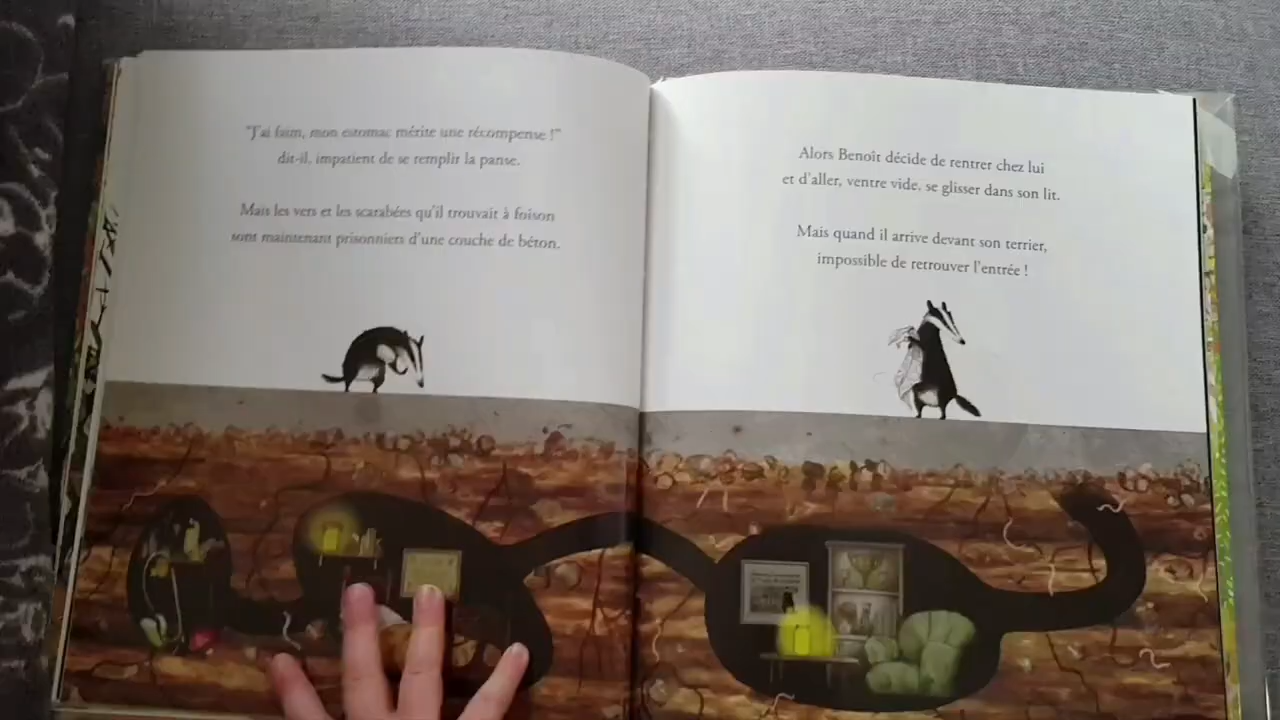 "J'ai faim, mon estomac mérite une récompense !"
dit-il, impatient de se remplir la panse.
Mais les vers et les scarabées qu'il trouvait à foison
sont maintenant prisonniers d'une couche de béton.
Alors Benoît décide de rentrer chez lui
et d'aller, ventre vide, se glisser dans son lit.
Mais quand il arrive devant son terrier,
impossible de retrouver l'entrée !